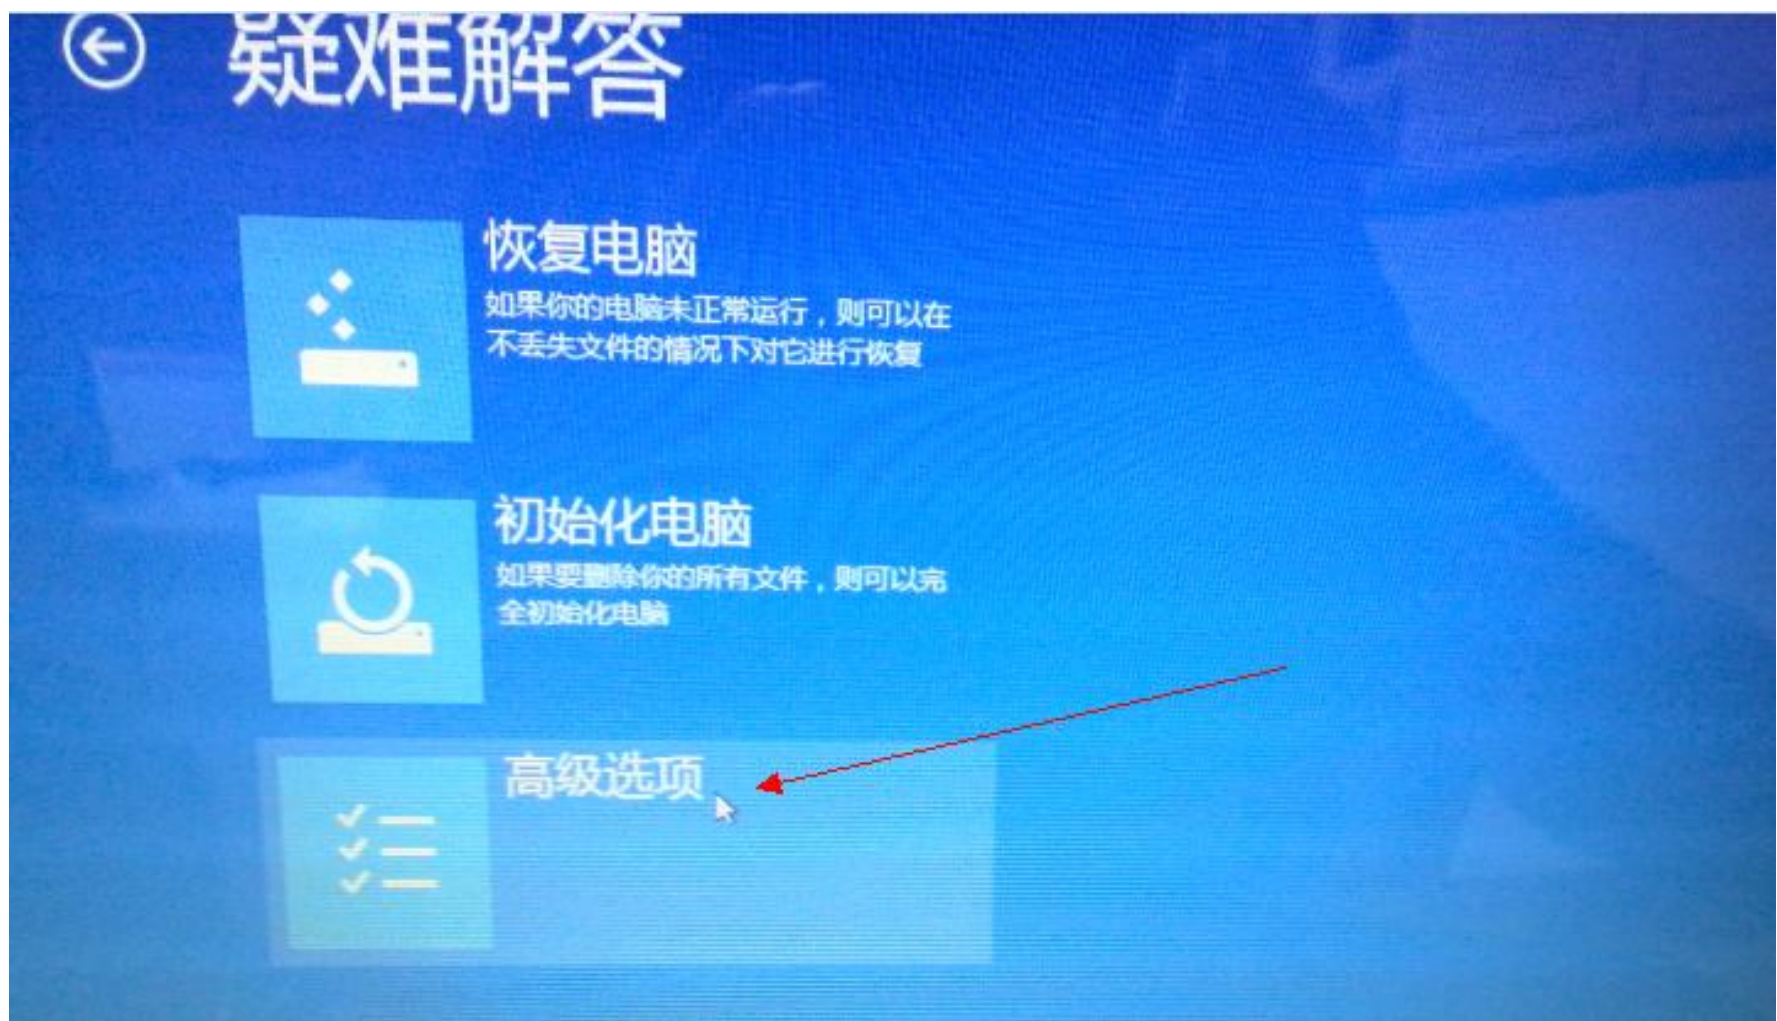 疑难解答
恢复电脑
如果你的电脑未正常运行，则可以在
不丢失文件的情况下对它进行恢复
初始化电脑
如果要删除你的所有文件，则可以完
全初始化电脑
高级选项